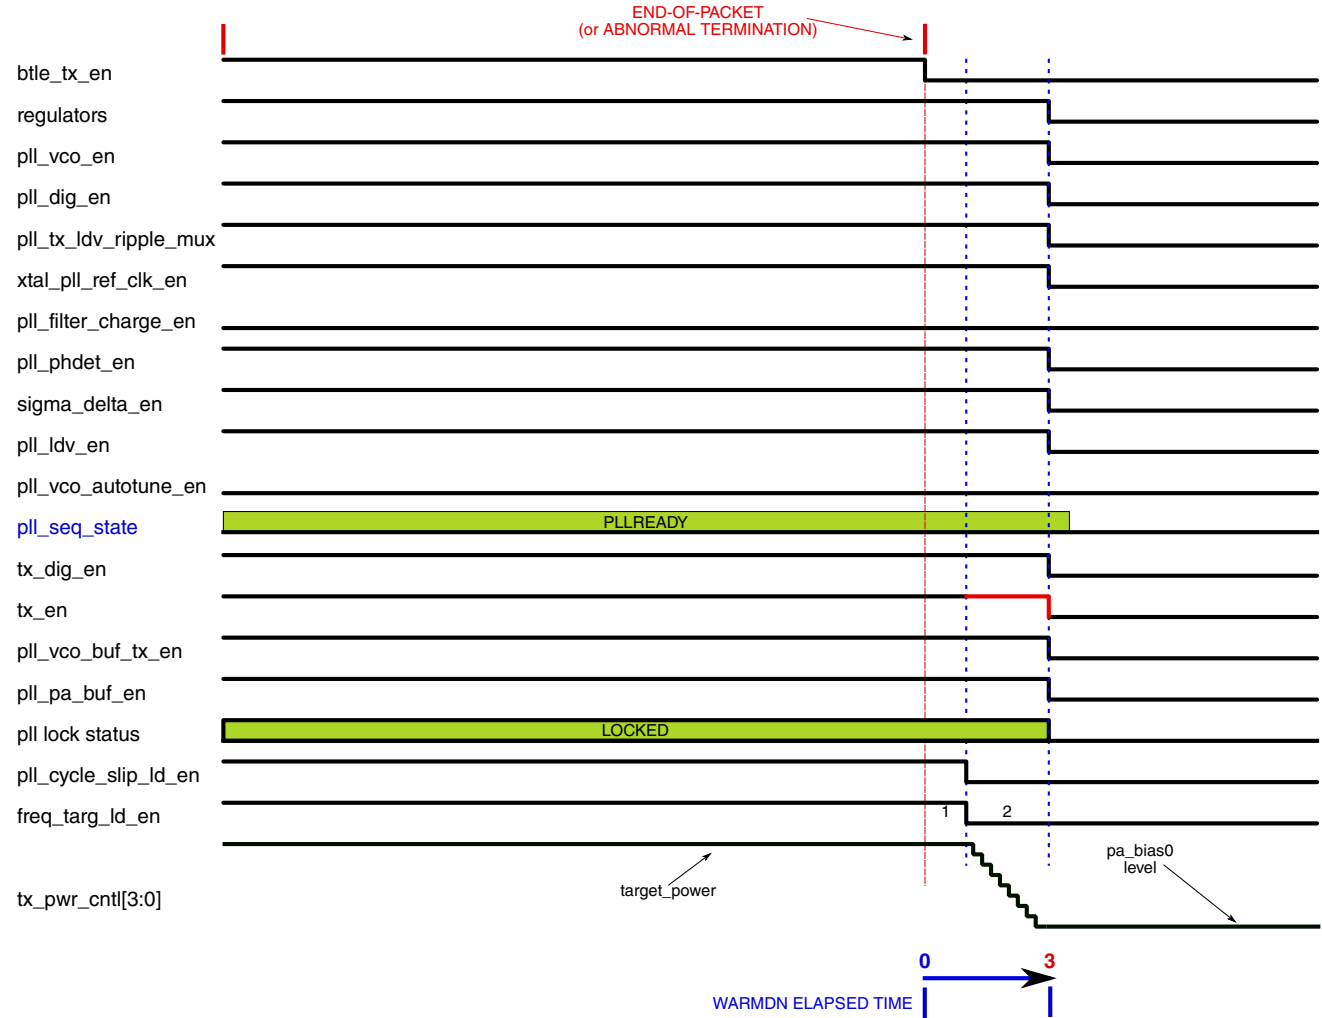 END-OF-PACKET
(or ABNORMAL TERMINATION)
btle_tx_en
regulators
pll_vco_en
pll_dig_en
pll_tx_ldv_ripple_mux
xtal_pll_ref_clk_en
pll_filter_charge_en
pll_phdet_en
sigma_delta_en
pll_ldv_en
pll_vco_autotune_en
pll_seq_state
PLLREADY
tx_dig_en
tx_en
pll_vco_buf_tx_en
pll_pa_buf_en
pll lock status
LOCKED
pll_cycle_slip_ld_en
freq_targ_ld_en
1
2
pa_bias0
level
target_power
tx_pwr_cntl[3:0]
0
3
WARMDN ELAPSED TIME